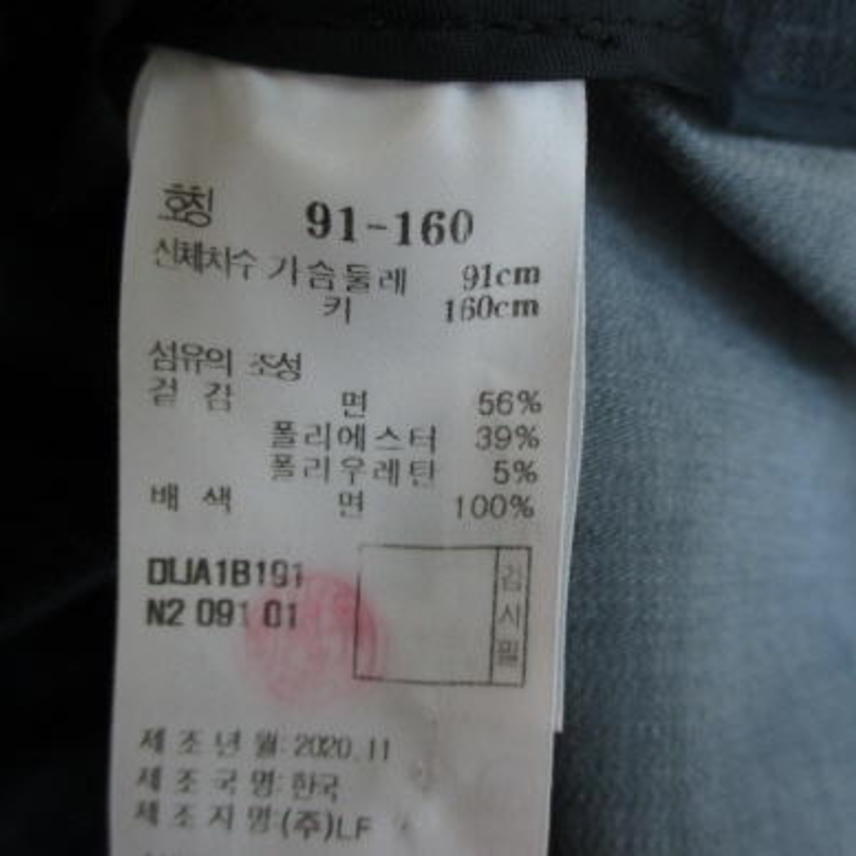 호칭 91-160
신체치수 가슴둘레 91cm
키 160cm
섬유의 조성
겉감 면 56%
폴리에스터 39%
폴리우레탄 5%
배색 면 100%
DUJA1B191
N2 091 01
검사필
제조년월: 2020.11
제조국명: 한국
제조자명: (주)LF